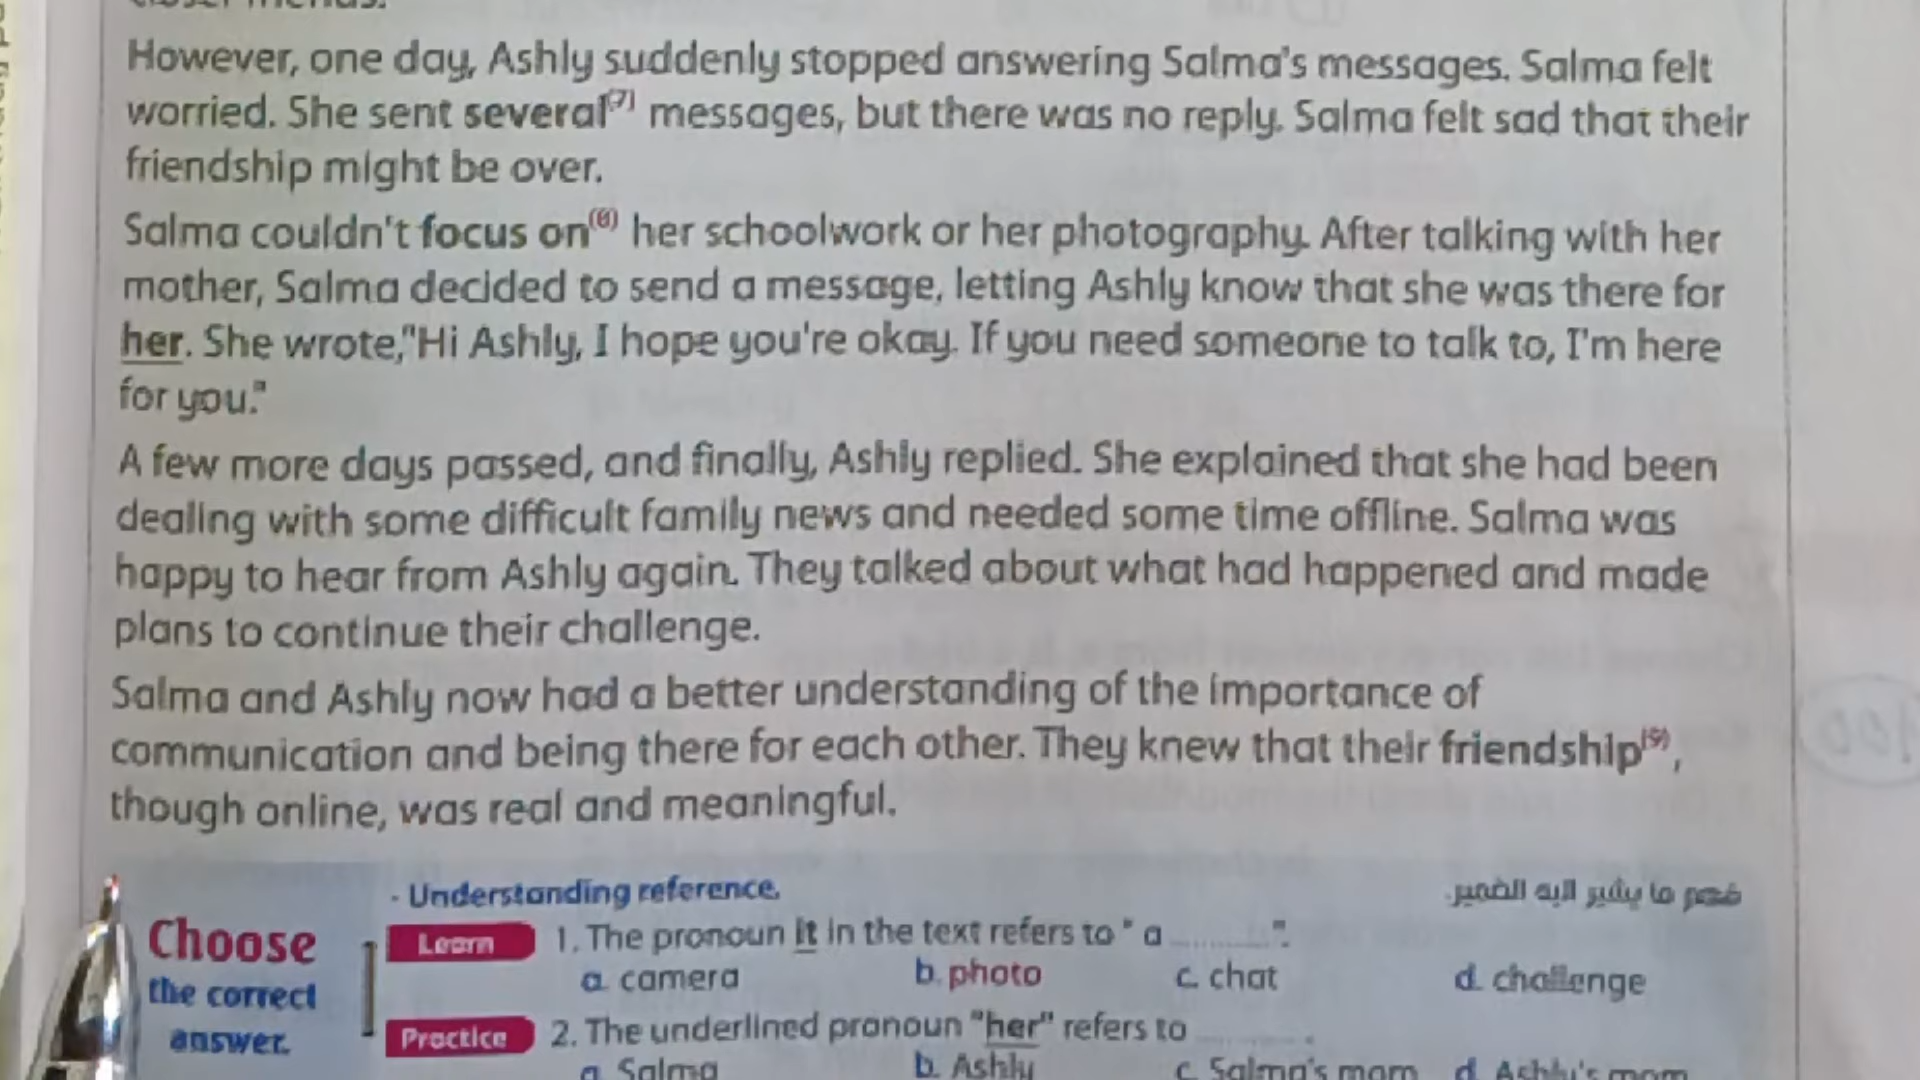 However, one day, Ashly suddenly stopped answering Salma's messages. Salma felt
worried. She sent several(7) messages, but there was no reply. Salma felt sad that their
friendship might be over.
Salma couldn't focus on(8) her schoolwork or her photography. After talking with her
mother, Salma decided to send a message, letting Ashly know that she was there for
her. She wrote,"Hi Ashly, I hope you're okay. If you need someone to talk to, I'm here
for you."
A few more days passed, and finally, Ashly replied. She explained that she had been
dealing with some difficult family news and needed some time offline. Salma was
happy to hear from Ashly again. They talked about what had happened and made
plans to continue their challenge.
Salma and Ashly now had a better understanding of the importance of
communication and being there for each other. They knew that their friendship(9),
though online, was real and meaningful.
- Understanding reference. فهم ما يشير اليه الضمير.
Choose
the correct
answer.
Learn 1. The pronoun it in the text refers to " a ..........".
a. camera b. photo c. chat d. challenge
Practice 2. The underlined pronoun "her" refers to .......... .
a. Salma b. Ashly c. Salma's mom d. Ashly's mom